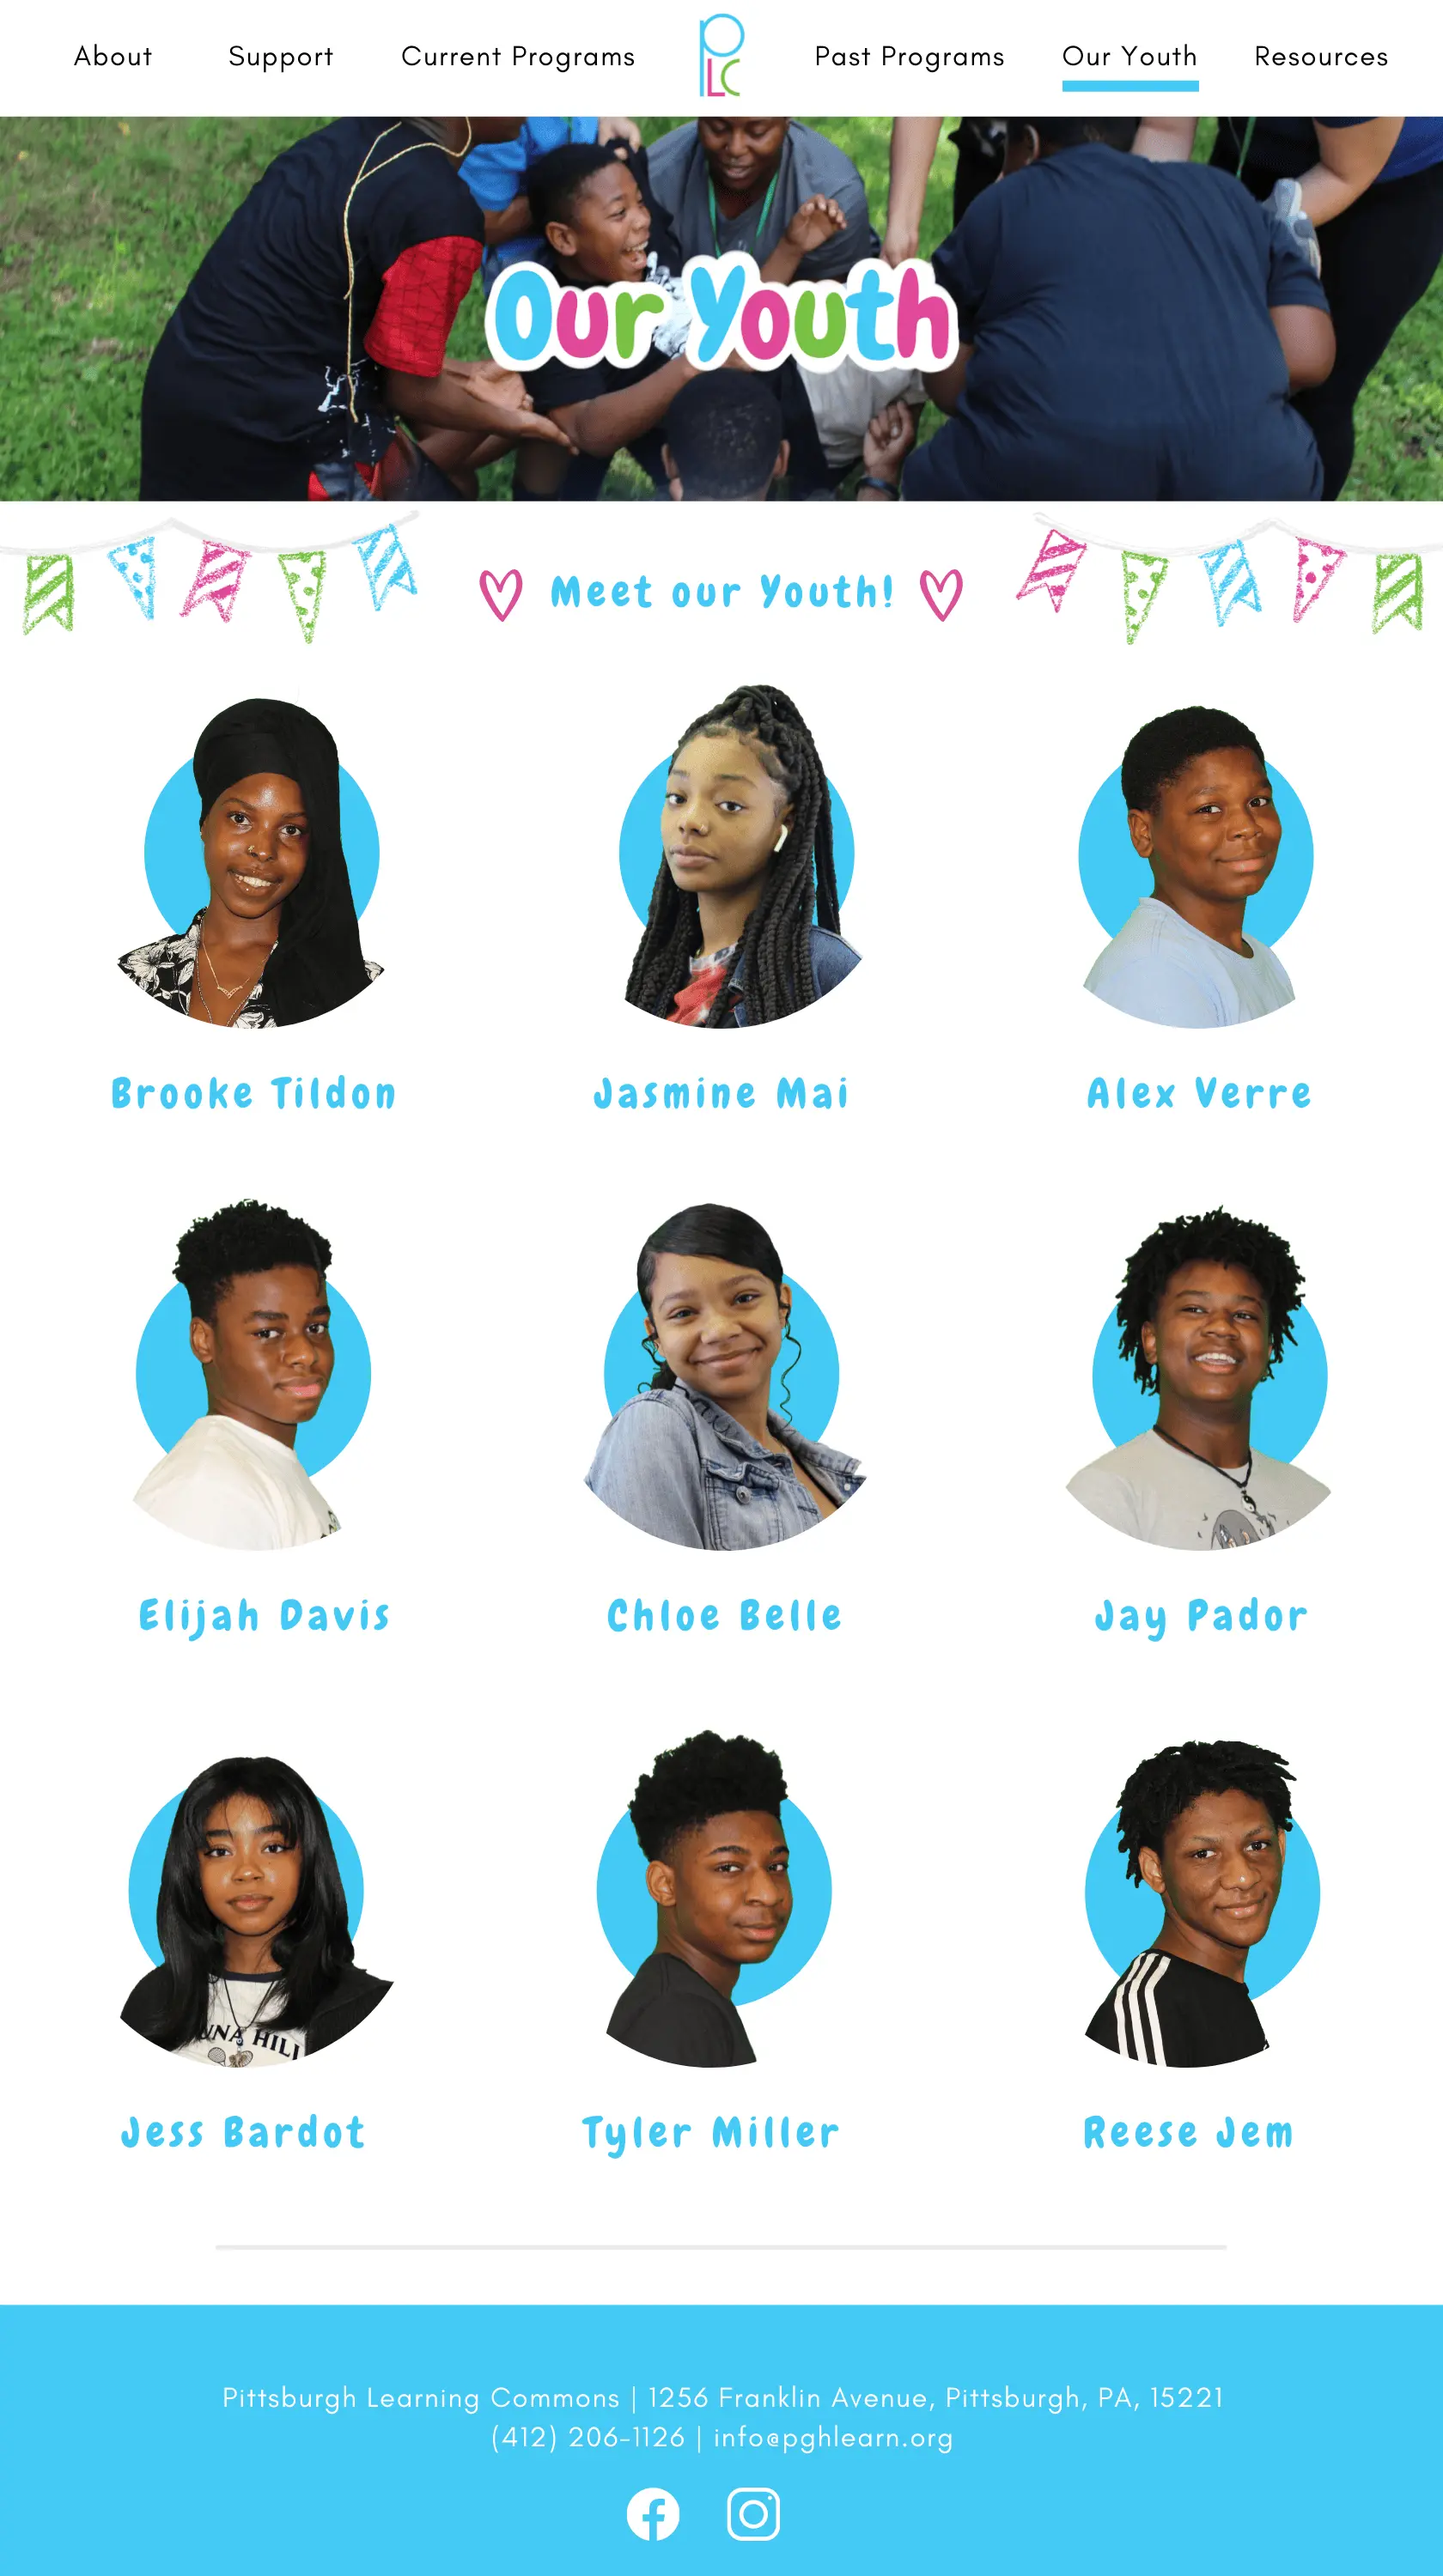 About Support Current Programs PLC Past Programs Our Youth Resources
Our Youth
Meet our Youth!
Brooke Tildon Jasmine Mai Alex Verre
Elijah Davis Chloe Belle Jay Pador
UNA HILL
Jess Bardot Tyler Miller Reese Jem
Pittsburgh Learning Commons | 1256 Franklin Avenue, Pittsburgh, PA, 15221
(412) 206-1126 | info@pghlearn.org